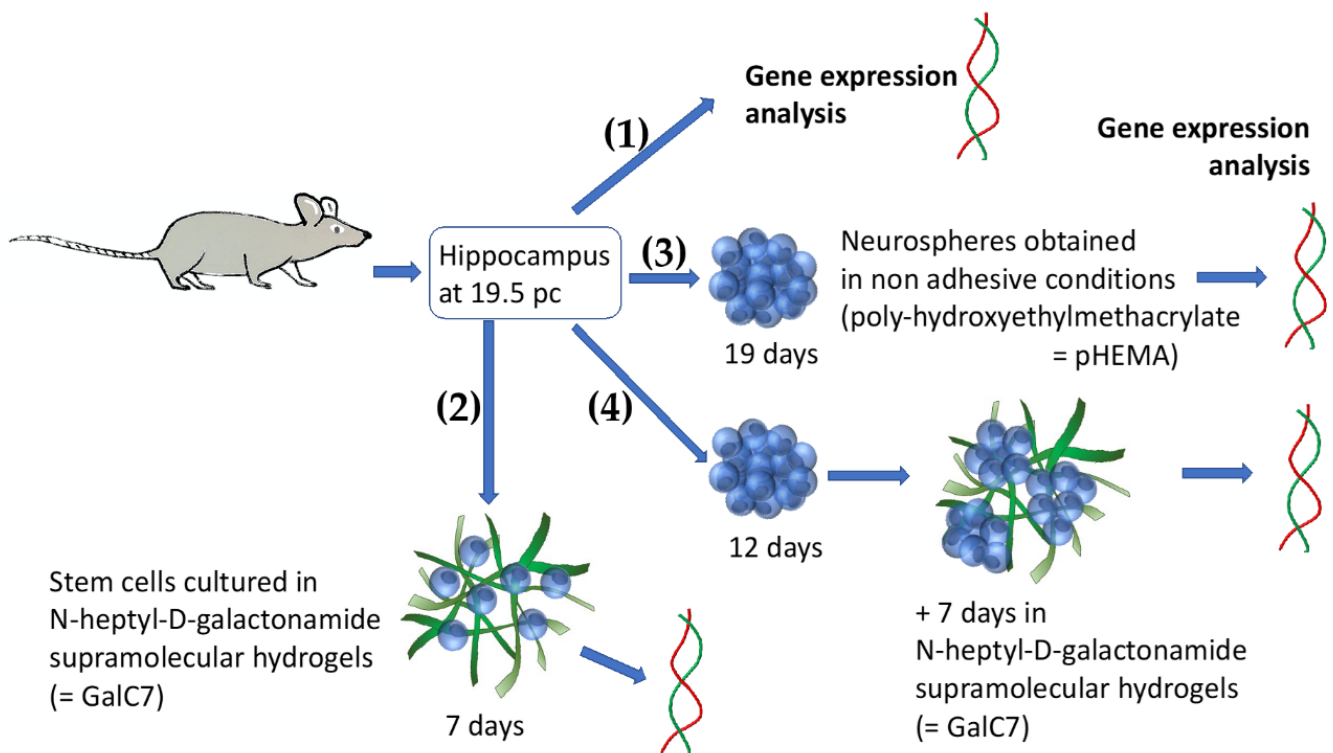 Gene expression
analysis
(1)
Gene expression
analysis
Hippocampus
at 19.5 pc
(3)
19 days
Neurospheres obtained
in non adhesive conditions
(poly-hydroxyethylmethacrylate
= pHEMA)
(2)
(4)
12 days
Stem cells cultured in
N-heptyl-D-galactonamide
supramolecular hydrogels
(= GalC7)
7 days
+ 7 days in
N-heptyl-D-galactonamide
supramolecular hydrogels
(= GalC7)